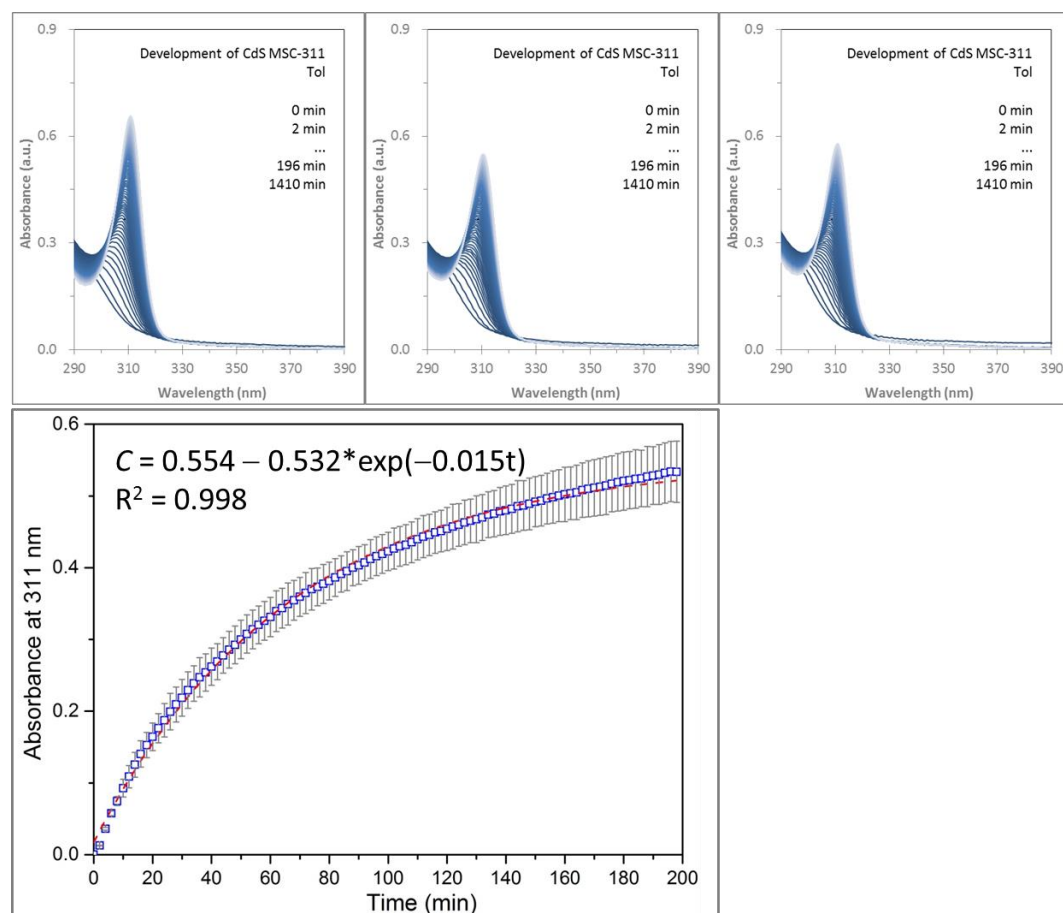 Development of CdS MSC-311
Tol
0 min
2 min
...
196 min
1410 min
0.9
0.6
0.3
0.0
Absorbance (a.u.)
290
310
330
350
370
390
Wavelength (nm)
Development of CdS MSC-311
Tol
0 min
2 min
...
196 min
1410 min
0.9
0.6
0.3
0.0
Absorbance (a.u.)
290
310
330
350
370
390
Wavelength (nm)
Development of CdS MSC-311
Tol
0 min
2 min
...
196 min
1410 min
0.9
0.6
0.3
0.0
Absorbance (a.u.)
290
310
330
350
370
390
Wavelength (nm)
C = 0.554 – 0.532*exp(–0.015t)
R² = 0.998
0.6
0.4
0.2
0.0
Absorbance at 311 nm
0
20
40
60
80
100
120
140
160
180
200
Time (min)